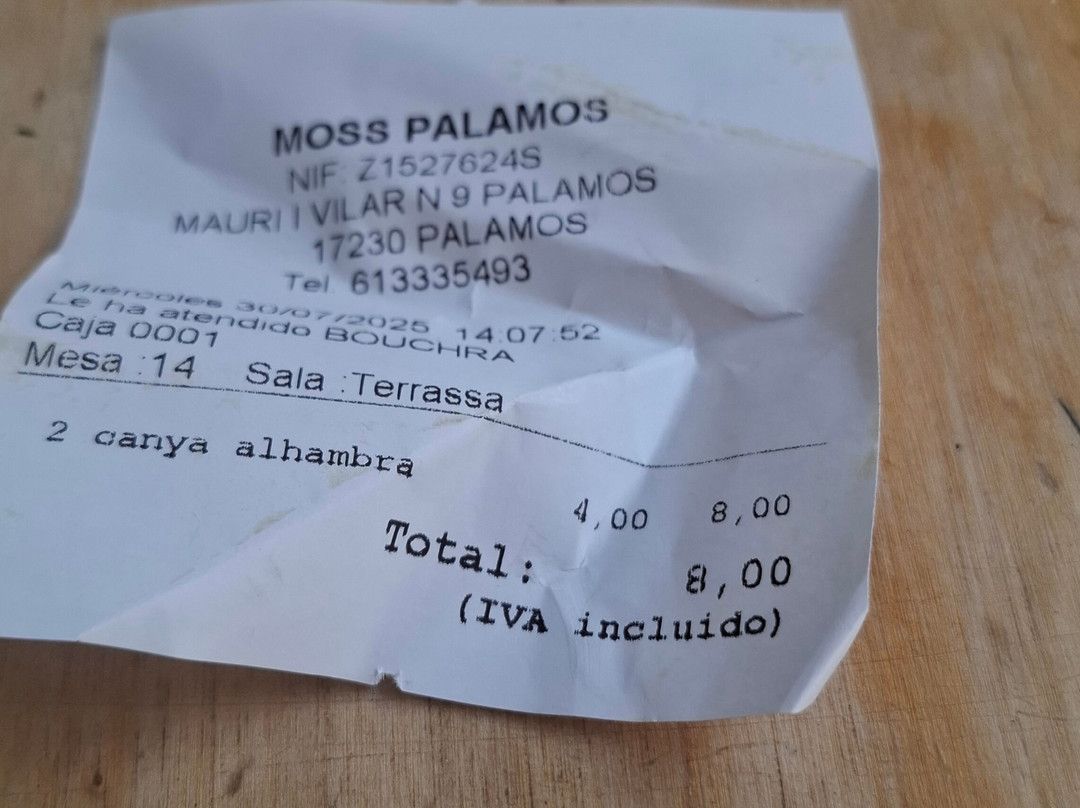 MOSS PALAMOS
NIF: Z1527624S
MAURI I VILAR N 9 PALAMOS
17230 PALAMOS
Tel. 613335493
Miércoles 30/07/2025 14:07:52
Le ha atendido BOUCHRA
Caja 0001
Mesa :14 Sala :Terrassa
2 canya alhambra
4,00 8,00
Total: 8,00
(IVA incluido)